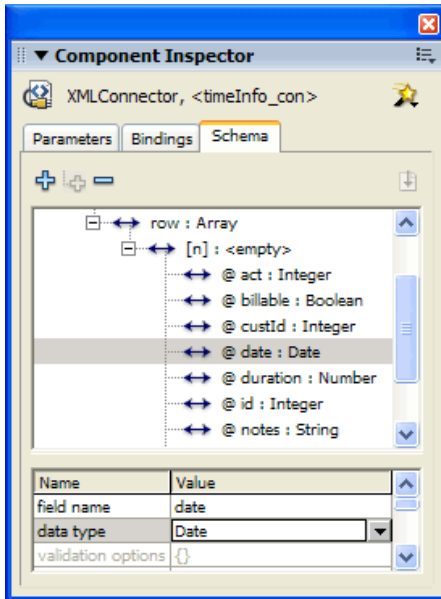 Component Inspector
XMLConnector, <timeInfo_con>
Parameters Bindings Schema
row : Array
[n] : <empty>
@ act : Integer
@ billable : Boolean
@ custId : Integer
@ date : Date
@ duration : Number
@ id : Integer
@ notes : String
Name Value
field name date
data type Date
validation options {}